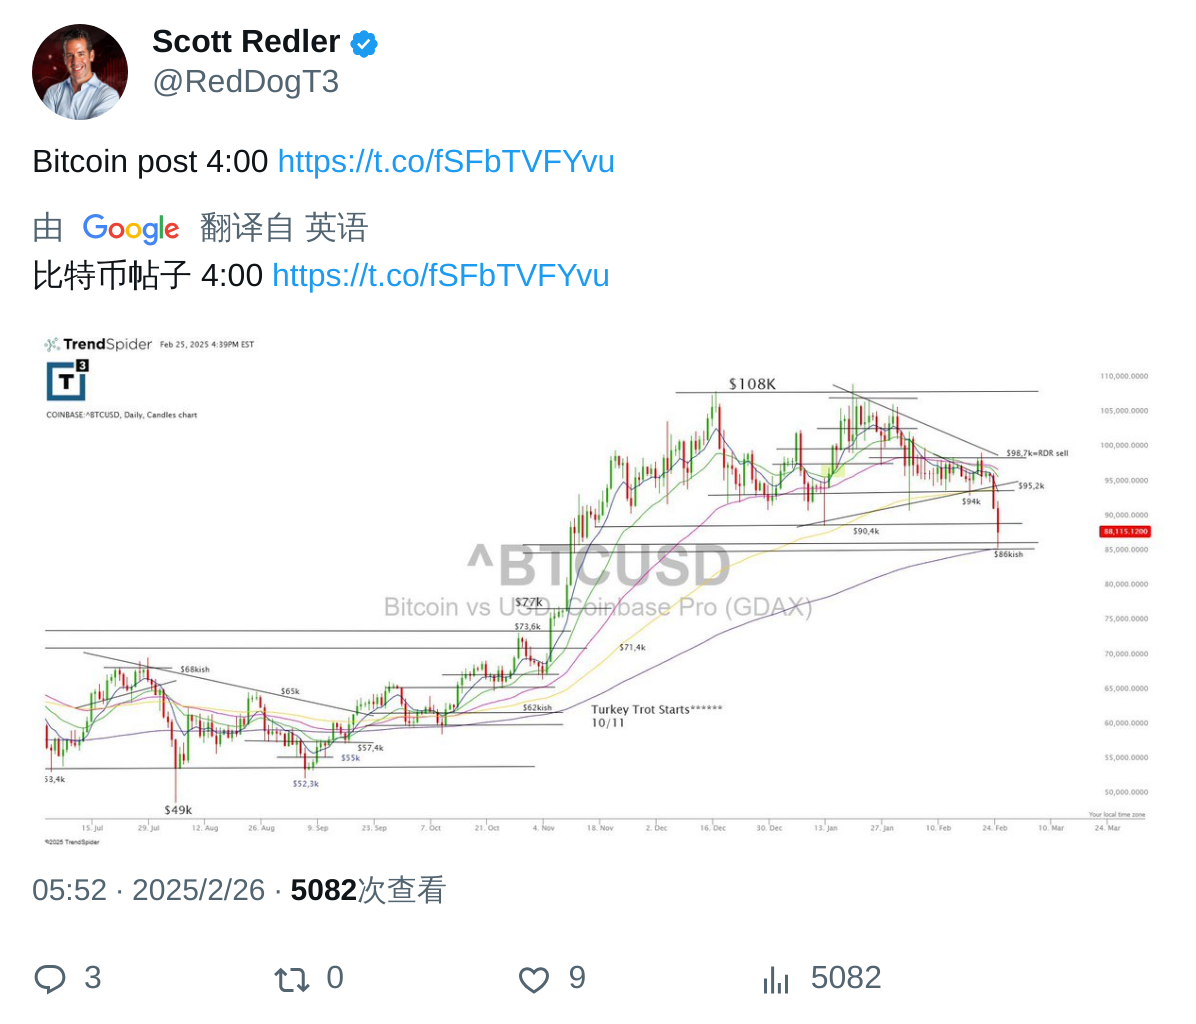 Scott Redler
@RedDogT3
Bitcoin post 4:00 https://t.co/fSFbTVFYvu
由 Google 翻译自 英语
比特币帖子 4:00 https://t.co/fSFbTVFYvu
TrendSpider Feb 25, 2025 4:39PM EST
T3
COINBASE:^BTCUSD, Daily, Candles chart
$108K
110,000.0000
105,000.0000
100,000.0000
$98,7k=RDR sell
95,000.0000
$95,2k
$94k
90,000.0000
$90,4k
88,115.1200
85,000.0000
$86kish
^BTCUSD
Bitcoin vs USD, Coinbase Pro (GDAX)
80,000.0000
$77k
75,000.0000
$73,6k
$71,4k
70,000.0000
$68kish
65,000.0000
$65k
$62kish
Turkey Trot Starts******
10/11
60,000.0000
$57,4k
55,000.0000
$55k
53,4k
$52,3k
50,000.0000
$49k
Your local time zone
15. Jul 29. Jul 12. Aug 26. Aug 9. Sep 23. Sep 7. Oct 21. Oct 4. Nov 18. Nov 2. Dec 16. Dec 30. Dec 13. Jan 27. Jan 10. Feb 24. Feb 10. Mar 24. Mar
©2025 TrendSpider
05:52 · 2025/2/26 · 5082次查看
3 0 9 5082